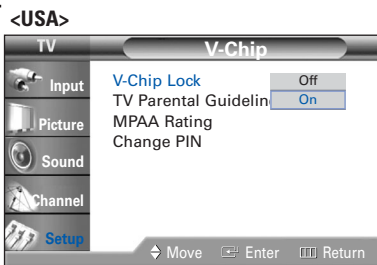 <USA>
TV
V-Chip
Input
Picture
Sound
Channel
Setup
V-Chip Lock
Off
TV Parental Guidelin
On
MPAA Rating
Change PIN
Move
Enter
Return